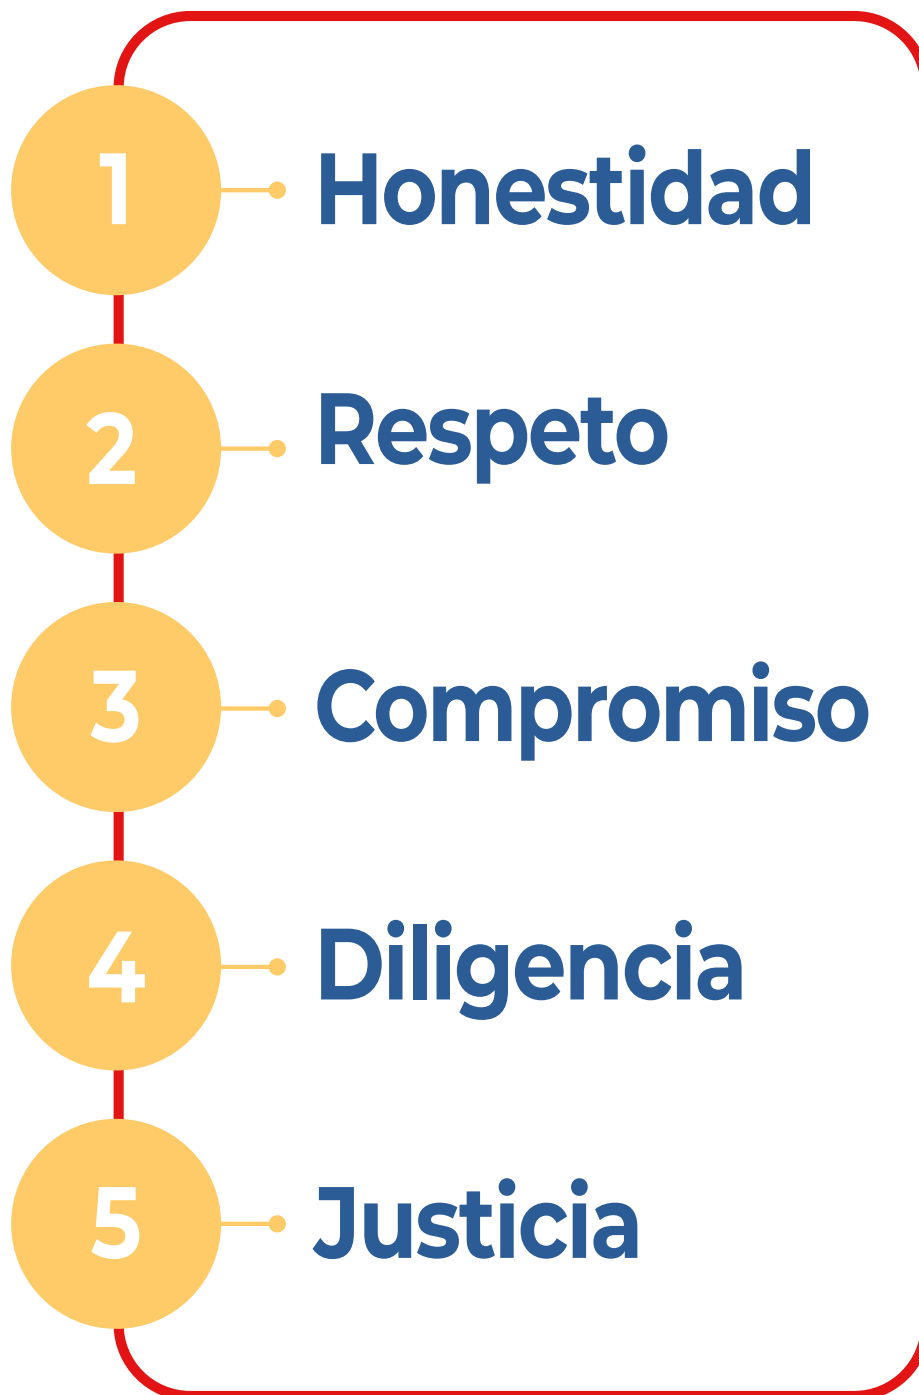 1 Honestidad
2 Respeto
3 Compromiso
4 Diligencia
5 Justicia